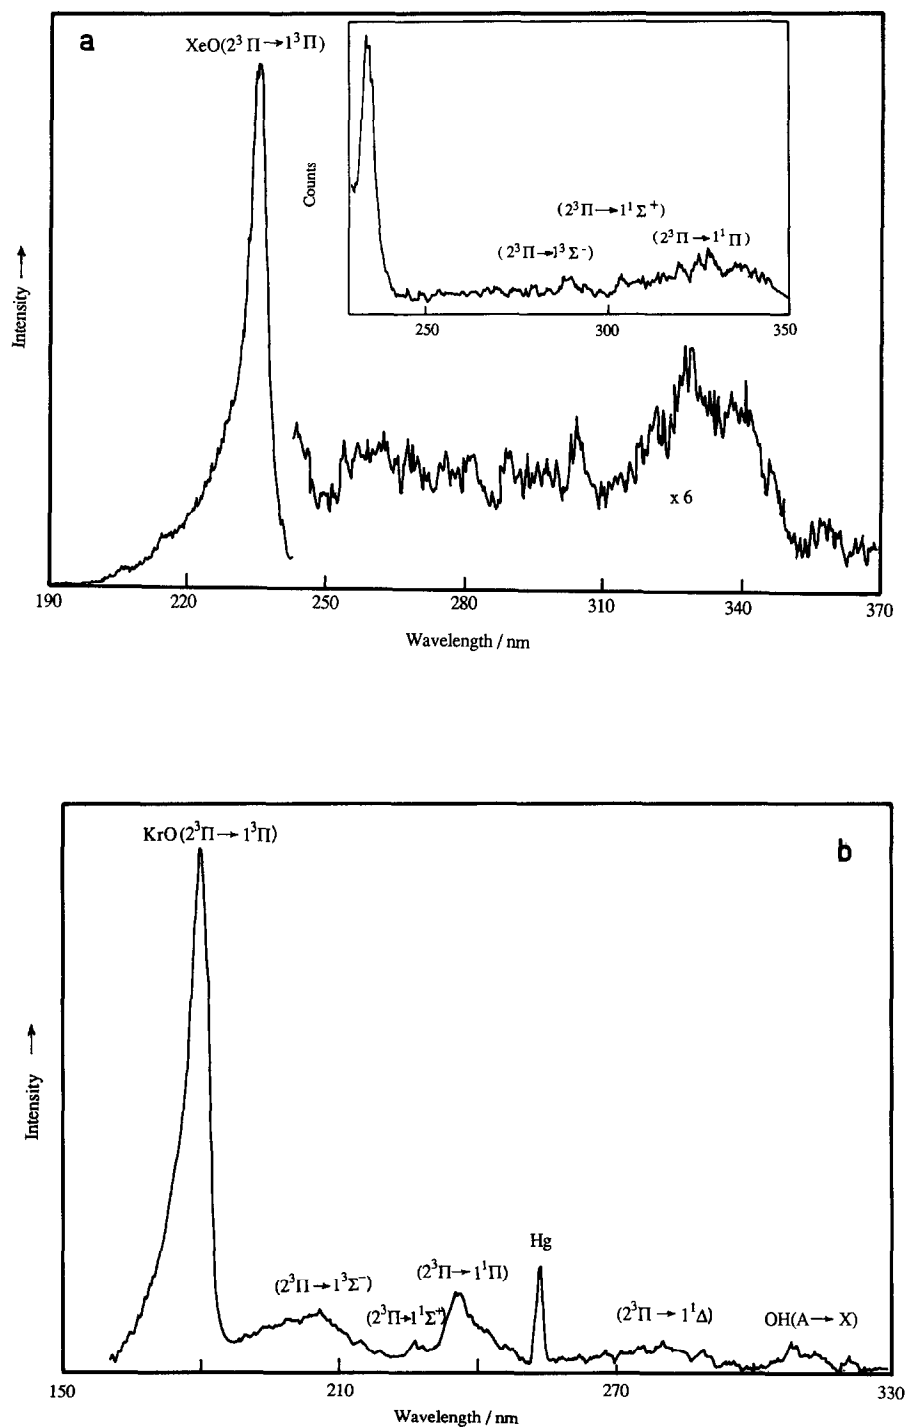 a
XeO(2³Π→1³Π)
Counts
(2³Π→1¹Σ⁺)
(2³Π→1³Σ⁻)
(2³Π→1¹Π)
250
300
350
Intensity →
x 6
190
220
250
280
310
340
370
Wavelength / nm
b
KrO(2³Π→1³Π)
Hg
(2³Π→1³Σ⁻)
(2³Π→1¹Π)
(2³Π→1¹Σ⁺)
(2³Π→1¹Δ)
OH(A→X)
Intensity →
150
210
270
330
Wavelength / nm